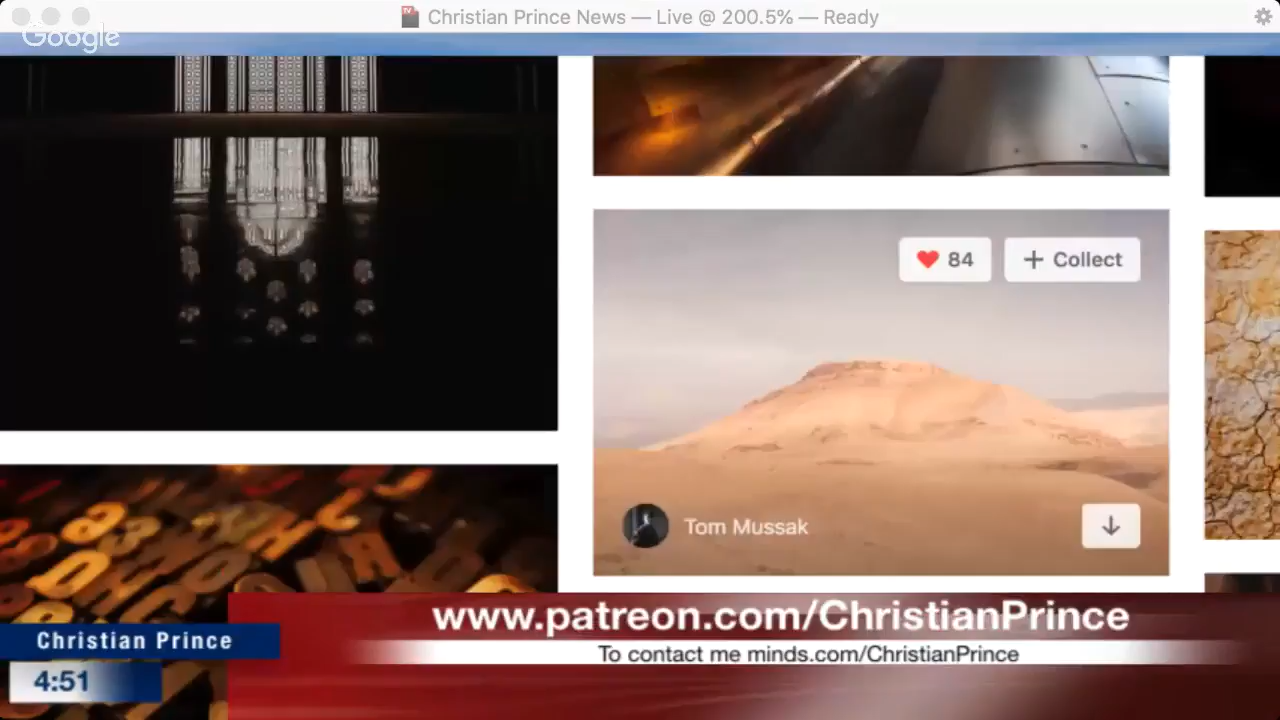 Christian Prince News — Live @ 200.5% — Ready
Google
84
+ Collect
Tom Mussak
www.patreon.com/ChristianPrince
To contact me minds.com/ChristianPrince
Christian Prince
4:51